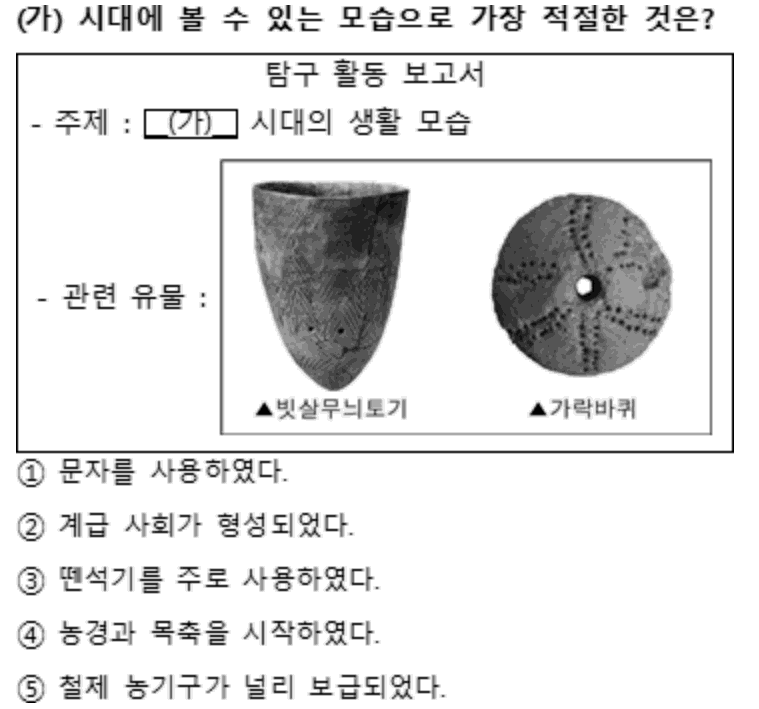 (가) 시대에 볼 수 있는 모습으로 가장 적절한 것은?
탐구 활동 보고서
- 주제 : (가) 시대의 생활 모습
- 관련 유물 :
▲빗살무늬토기
▲가락바퀴
① 문자를 사용하였다.
② 계급 사회가 형성되었다.
③ 뗀석기를 주로 사용하였다.
④ 농경과 목축을 시작하였다.
⑤ 철제 농기구가 널리 보급되었다.